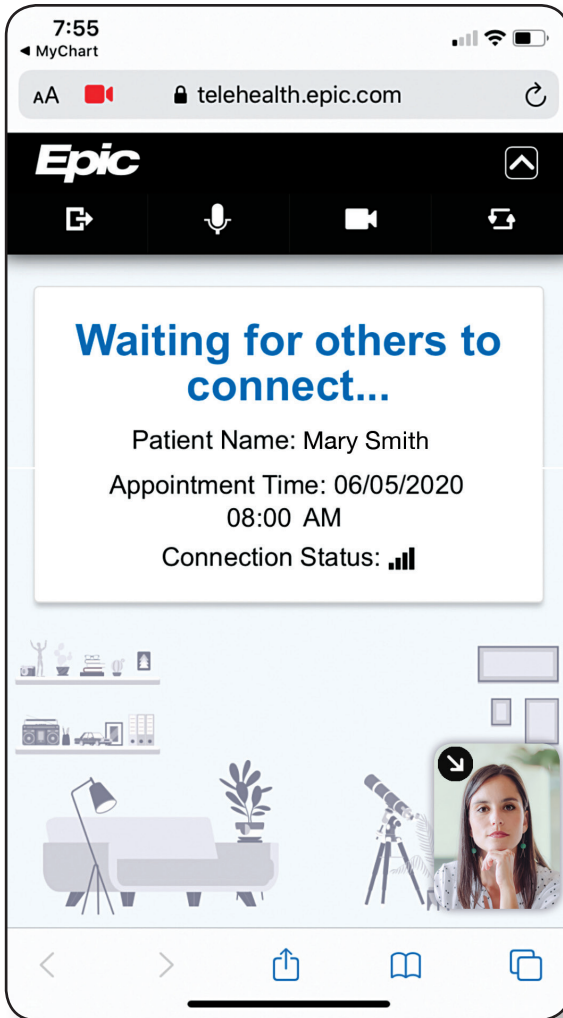 7:55
◀ MyChart
AA telehealth.epic.com
Epic
Waiting for others to
connect...
Patient Name: Mary Smith
Appointment Time: 06/05/2020
08:00 AM
Connection Status: